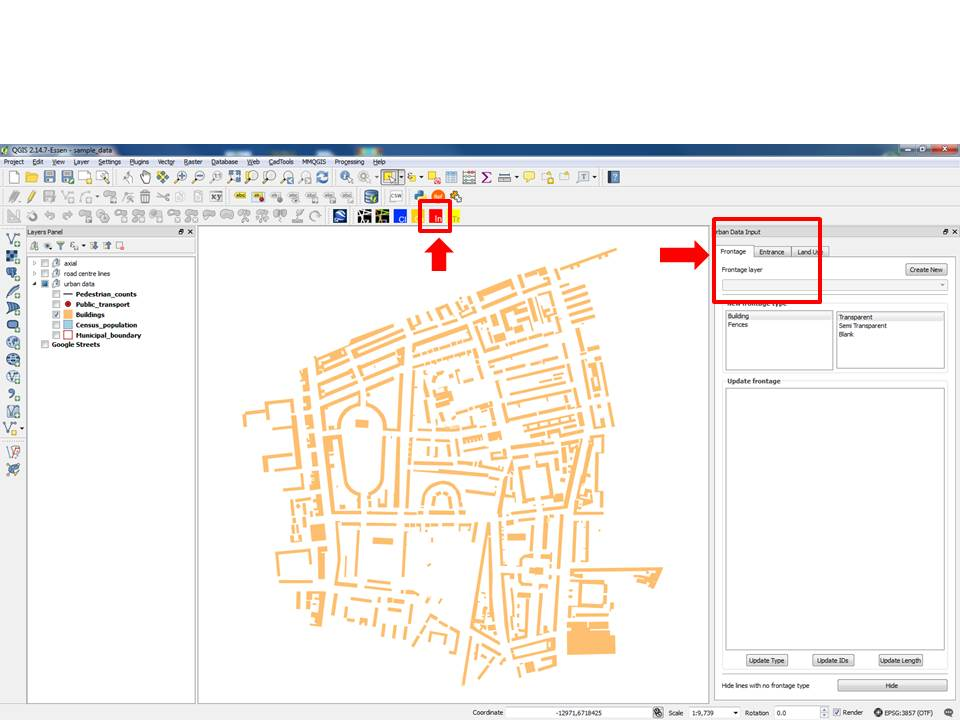 QGIS 2.14.7-Essen - sample_data
Project Edit View Layer Settings Plugins Vector Raster Database Web CadTools MMQGIS Processing Help
abc
CSW
In
Layers Panel
Urban Data Input
axial
road centre lines
urban data
Pedestrian_counts
Public_transport
Buildings
Census_population
Municipal_boundary
Google Streets
Frontage Entrance Land Use
Frontage layer Create New
New frontage type
Building
Fences
Transparent
Semi Transparent
Blank
Update frontage
Update Type Update IDs Update Length
Hide lines with no frontage type Hide
Coordinate -12971,6718425 Scale 1:9,739 Rotation 0.0 Render EPSG:3857 (OTF)